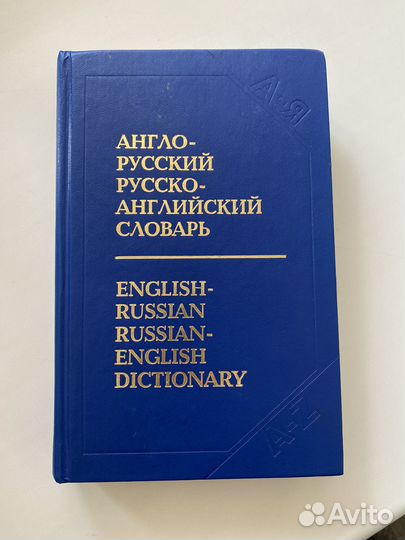 А-Я
АНГЛО-
РУССКИЙ
РУССКО-
АНГЛИЙСКИЙ
СЛОВАРЬ
ENGLISH-
RUSSIAN
RUSSIAN-
ENGLISH
DICTIONARY
A-Z
Avito